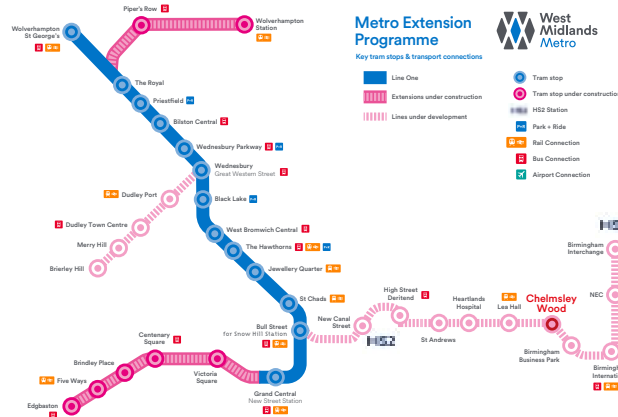 Metro Extension
Programme
Key tram stops & transport connections
West
Midlands
Metro
Line One
Extensions under construction
Lines under development
Tram stop
Tram stop under construction
HS2 Station
Park + Ride
Rail Connection
Bus Connection
Airport Connection
Piper's Row
Wolverhampton
St George's
Wolverhampton
Station
The Royal
Priestfield
Bilston Central
Wednesbury Parkway
Wednesbury
Great Western Street
Dudley Port
Black Lake
Dudley Town Centre
Merry Hill
Brierley Hill
West Bromwich Central
The Hawthorns
Jewellery Quarter
St Chads
Bull Street
for Snow Hill Station
New Canal
Street
High Street
Deritend
St Andrews
Heartlands
Hospital
Lea Hall
Chelmsley
Wood
Birmingham
Business Park
Birmingham
Interchange
NEC
Centenary
Square
Brindley Place
Five Ways
Edgbaston
Victoria
Square
Grand Central
New Street Station